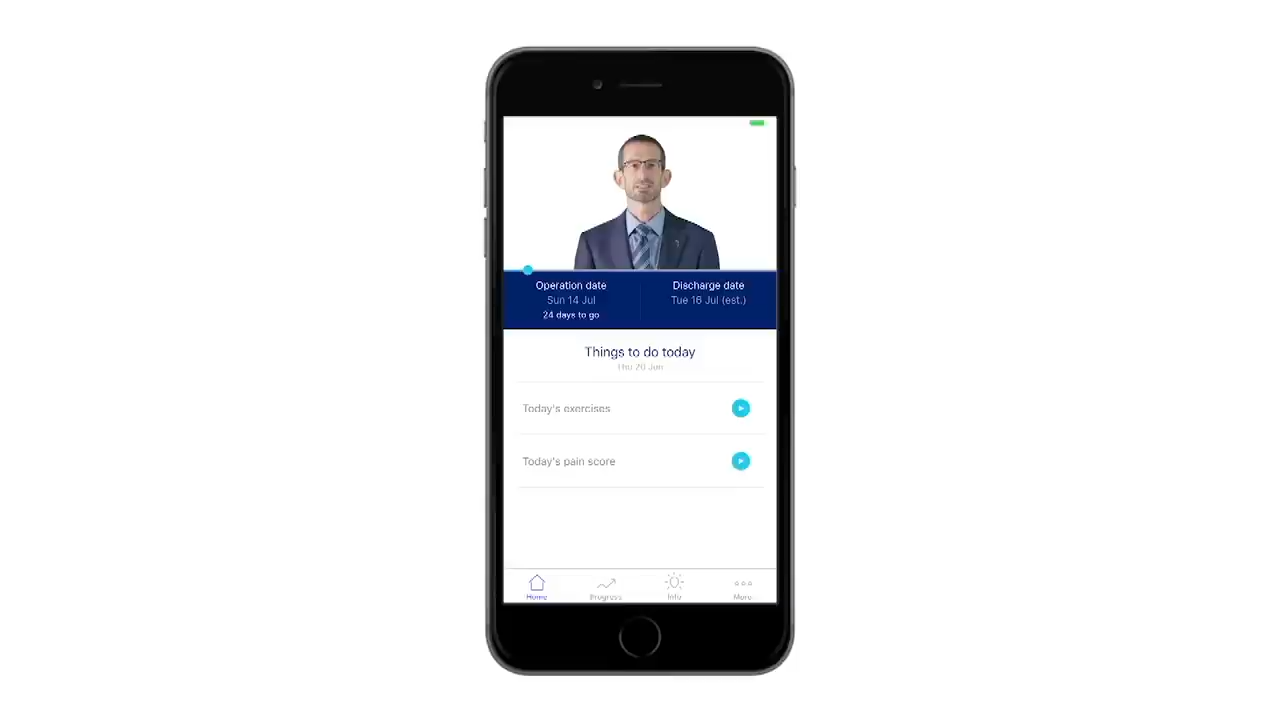 Operation date
Sun 14 Jul
24 days to go
Discharge date
Tue 16 Jul (est.)
Things to do today
Thu 20 Jun
Today's exercises
Today's pain score
Home
Progress
Info
More